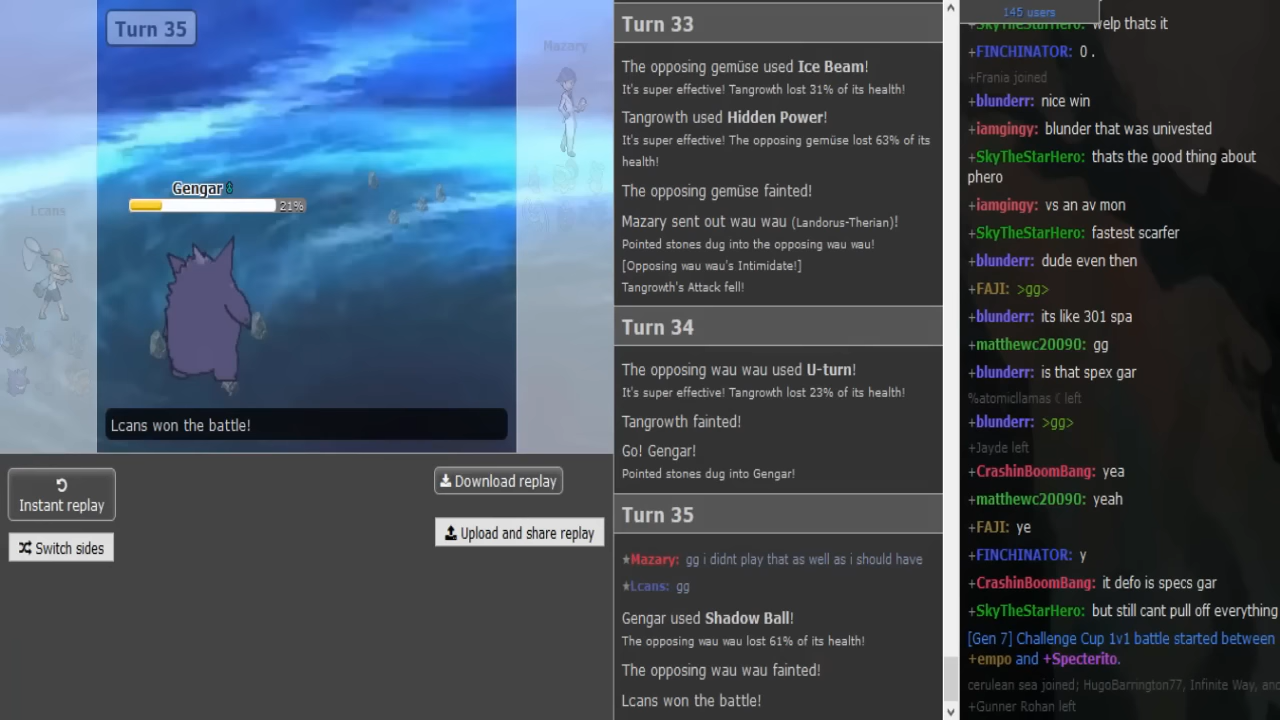 Turn 35
Mazary
Gengar
21%
Lcans
Lcans won the battle!
Instant replay
Switch sides
Download replay
Upload and share replay
Turn 33
The opposing gemüse used Ice Beam!
It's super effective! Tangrowth lost 31% of its health!
Tangrowth used Hidden Power!
It's super effective! The opposing gemüse lost 63% of its
health!
The opposing gemüse fainted!
Mazary sent out wau wau (Landorus-Therian)!
Pointed stones dug into the opposing wau wau!
[Opposing wau wau's Intimidate!]
Tangrowth's Attack fell!
Turn 34
The opposing wau wau used U-turn!
It's super effective! Tangrowth lost 23% of its health!
Tangrowth fainted!
Go! Gengar!
Pointed stones dug into Gengar!
Turn 35
★Mazary: gg i didnt play that as well as i should have
★Lcans: gg
Gengar used Shadow Ball!
The opposing wau wau lost 61% of its health!
The opposing wau wau fainted!
Lcans won the battle!
145 users
+SkyTheStarHero: welp thats it
+FINCHINATOR: 0 .
+Frania joined
+blunderr: nice win
+iamgingy: blunder that was univested
+SkyTheStarHero: thats the good thing about
phero
+iamgingy: vs an av mon
+SkyTheStarHero: fastest scarfer
+blunderr: dude even then
+FAJI: >gg>
+blunderr: its like 301 spa
+matthewc20090: gg
+blunderr: is that spex gar
%atomicllamas ☾ left
+blunderr: >gg>
+Jayde left
+CrashinBoomBang: yea
+matthewc20090: yeah
+FAJI: ye
+FINCHINATOR: y
+CrashinBoomBang: it defo is specs gar
+SkyTheStarHero: but still cant pull off everything
[Gen 7] Challenge Cup 1v1 battle started between
+empo and +Specterito.
cerulean sea joined; HugoBarrington77, Infinite Way, and
+Gunner Rohan left